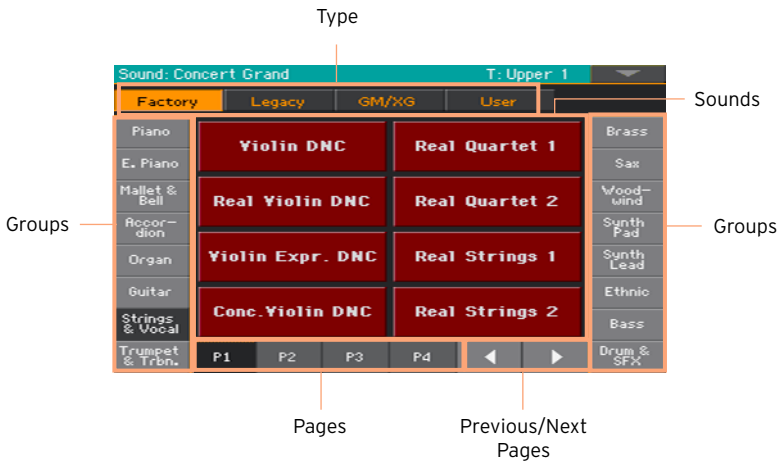 Type
Sound: Concert Grand
T: Upper 1
Factory
Legacy
GM/XG
User
Sounds
Groups
Piano
E. Piano
Mallet &
Bell
Accor-
dion
Organ
Guitar
Strings
& Vocal
Trumpet
& Trbn.
Violin DNC
Real Quartet 1
Real Violin DNC
Real Quartet 2
Violin Expr. DNC
Real Strings 1
Conc.Violin DNC
Real Strings 2
Brass
Sax
Wood-
wind
Synth
Pad
Synth
Lead
Ethnic
Bass
Drum &
SFX
Groups
P1
P2
P3
P4
Pages
Previous/Next
Pages